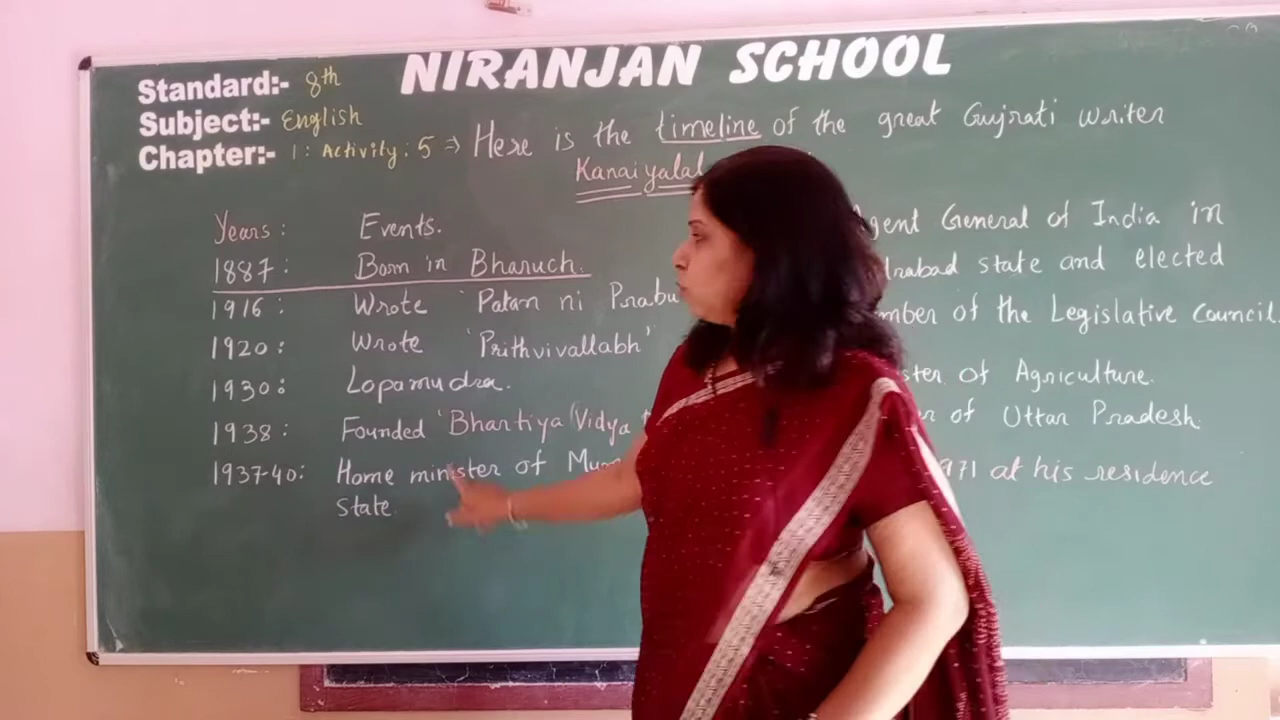 NIRANJAN SCHOOL
Standard:- 8th
Subject:- English
Chapter:- 1: Activity: 5 ⇒ Here is the timeline of the great Gujrati writer
Kanaiyalal
Years: Events.
1887: Born in Bharuch.
1916: Wrote 'Patan ni Prabu
1920: Wrote 'Prithvivallabh'
1930: Lopamudra.
1938: Founded 'Bhartiya Vidya
1937-40: Home minister of
state.
gent General of India in
drabad state and elected
mber of the Legislative Council.
ster of Agriculture.
of Uttar Pradesh
971 at his residence